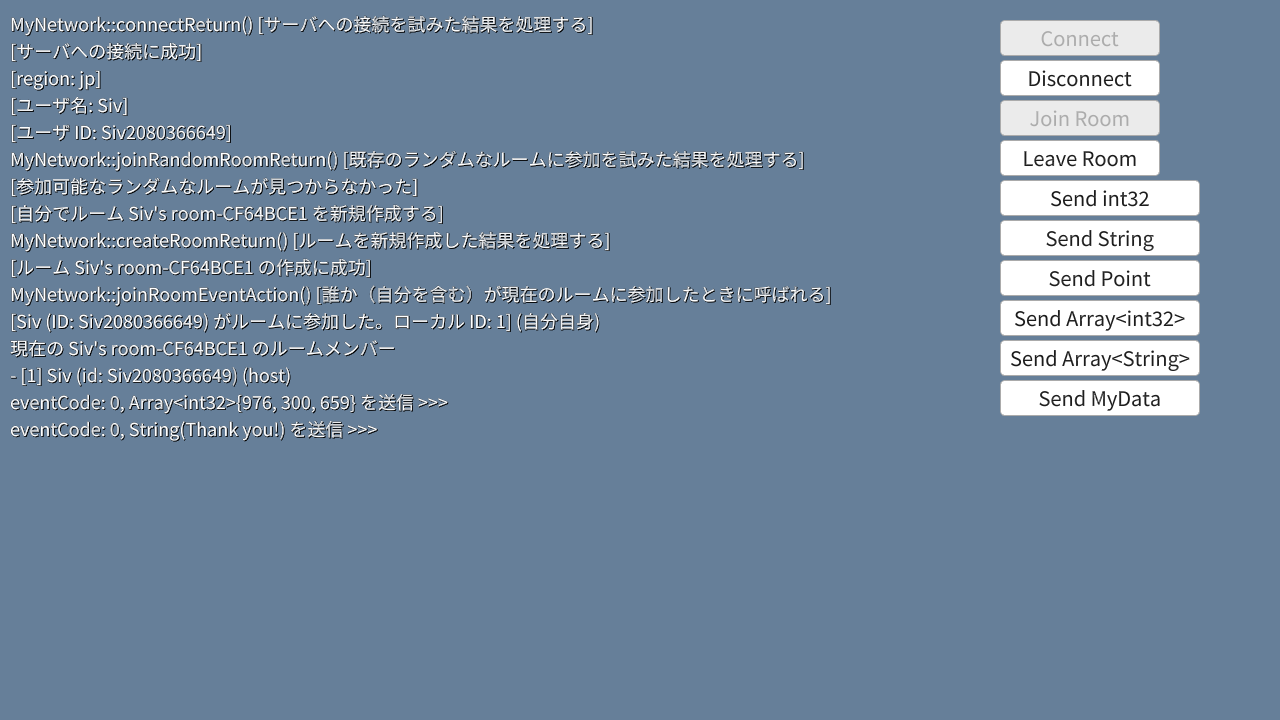 MyNetwork::connectReturn() [サーバへの接続を試みた結果を処理する]
[サーバへの接続に成功]
[region: jp]
[ユーザ名: Siv]
[ユーザ ID: Siv2080366649]
MyNetwork::joinRandomRoomReturn() [既存のランダムなルームに参加を試みた結果を処理する]
[参加可能なランダムなルームが見つからなかった]
[自分でルーム Siv's room-CF64BCE1 を新規作成する]
MyNetwork::createRoomReturn() [ルームを新規作成した結果を処理する]
[ルーム Siv's room-CF64BCE1 の作成に成功]
MyNetwork::joinRoomEventAction() [誰か（自分を含む）が現在のルームに参加したときに呼ばれる]
[Siv (ID: Siv2080366649) がルームに参加した。ローカル ID: 1] (自分自身)
現在の Siv's room-CF64BCE1 のルームメンバー
- [1] Siv (id: Siv2080366649) (host)
eventCode: 0, Array<int32>{976, 300, 659} を送信 >>>
eventCode: 0, String(Thank you!) を送信 >>>
Connect
Disconnect
Join Room
Leave Room
Send int32
Send String
Send Point
Send Array<int32>
Send Array<String>
Send MyData